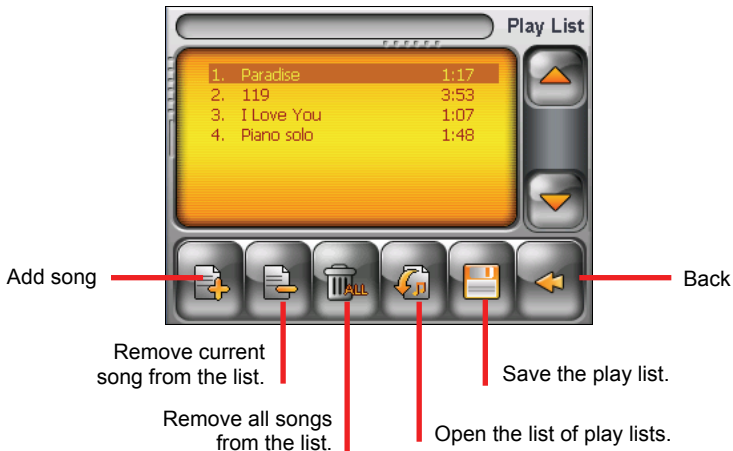 Play List
1. Paradise 1:17
2. 119 3:53
3. I Love You 1:07
4. Piano solo 1:48
ALL
Add song
Back
Remove current
song from the list.
Save the play list.
Remove all songs
from the list.
Open the list of play lists.